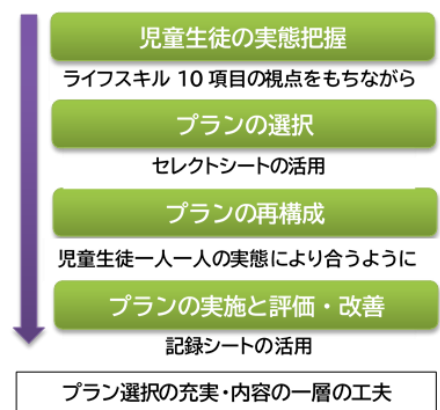 児童生徒の実態把握
ライフスキル 10 項目の視点をもちながら
プランの選択
セレクトシートの活用
プランの再構成
児童生徒一人一人の実態により合うように
プランの実施と評価・改善
記録シートの活用
プラン選択の充実・内容の一層の工夫